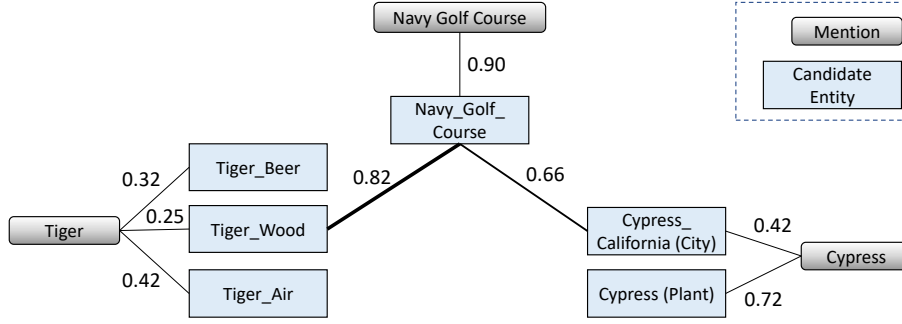 Navy Golf Course
Mention
0.90
Candidate
Entity
Navy_Golf_
Course
0.32
Tiger_Beer
0.82
0.66
Tiger
0.25
Tiger_Wood
Cypress_
California (City)
0.42
Cypress
0.42
Tiger_Air
Cypress (Plant)
0.72